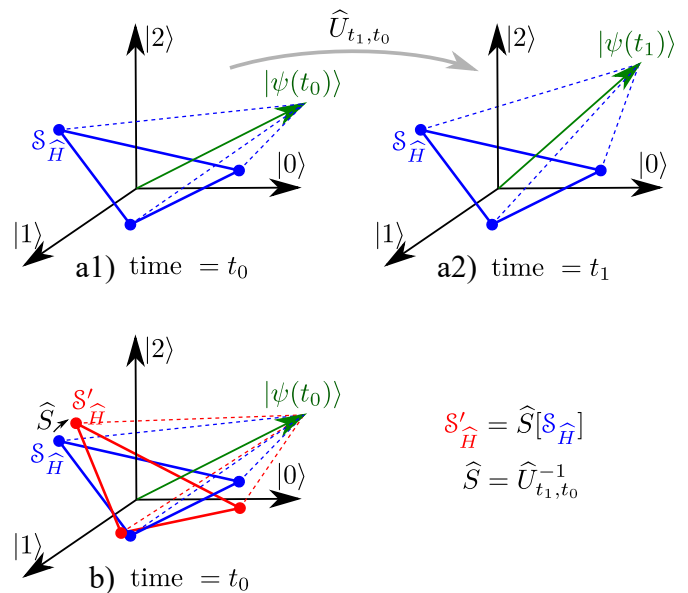 |2⟩
Û_{t₁,t₀}
|2⟩
|ψ(t₀)⟩
|ψ(t₁)⟩
𝒮_Ĥ
𝒮_Ĥ
|0⟩
|0⟩
|1⟩
|1⟩
a1) time = t₀
a2) time = t₁
|2⟩
𝒮′_Ĥ
|ψ(t₀)⟩
Ŝ
𝒮_Ĥ
|0⟩
𝒮′_Ĥ = Ŝ[𝒮_Ĥ]
Ŝ = Û⁻¹_{t₁,t₀}
|1⟩
b) time = t₀